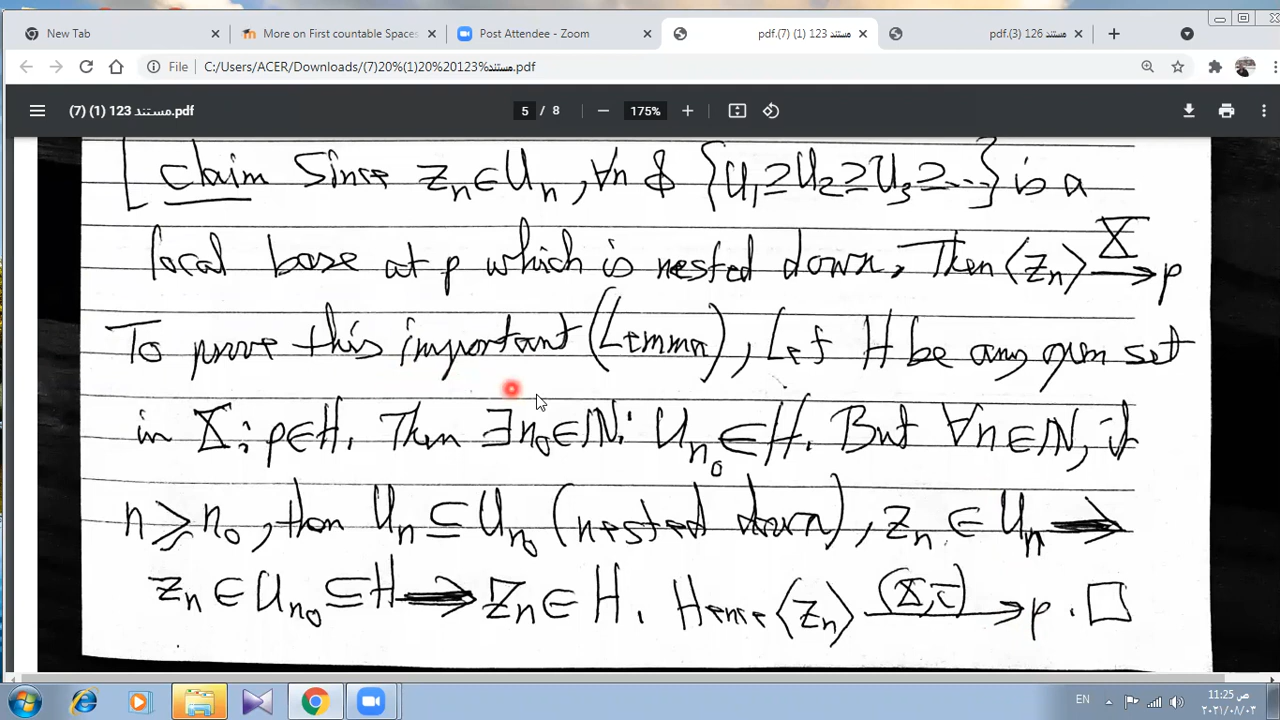 New Tab
More on First countable Spaces
Post Attendee - Zoom
مستند 123 (1) (7).pdf
مستند 126 (3).pdf
File
C:/Users/ACER/Downloads/(7)20%(1)20%20123%مستند.pdf
(7) (1) 123 مستند.pdf
5 / 8
175%
[claim Since zₙ∈Uₙ, ∀n & {U₁⊇U₂⊇U₃⊇...} is a
local base at p which is nested down, Then ⟨zₙ⟩ →X p
To prove this important (Lemma), Let H be any open set
in X; p∈H. Then ∃n₀∈ℕ: Uₙ₀ ⊆ H. But ∀n∈ℕ, if
n ⩾ n₀, then Uₙ ⊆ Uₙ₀ (nested down), zₙ ∈ Uₙ ⟹
zₙ ∈ Uₙ₀ ⊆ H ⟹ zₙ ∈ H. Hence ⟨zₙ⟩ →(X,τ) p. □
EN
11:25 ص
٢٠٢١/٠٨/٠٣